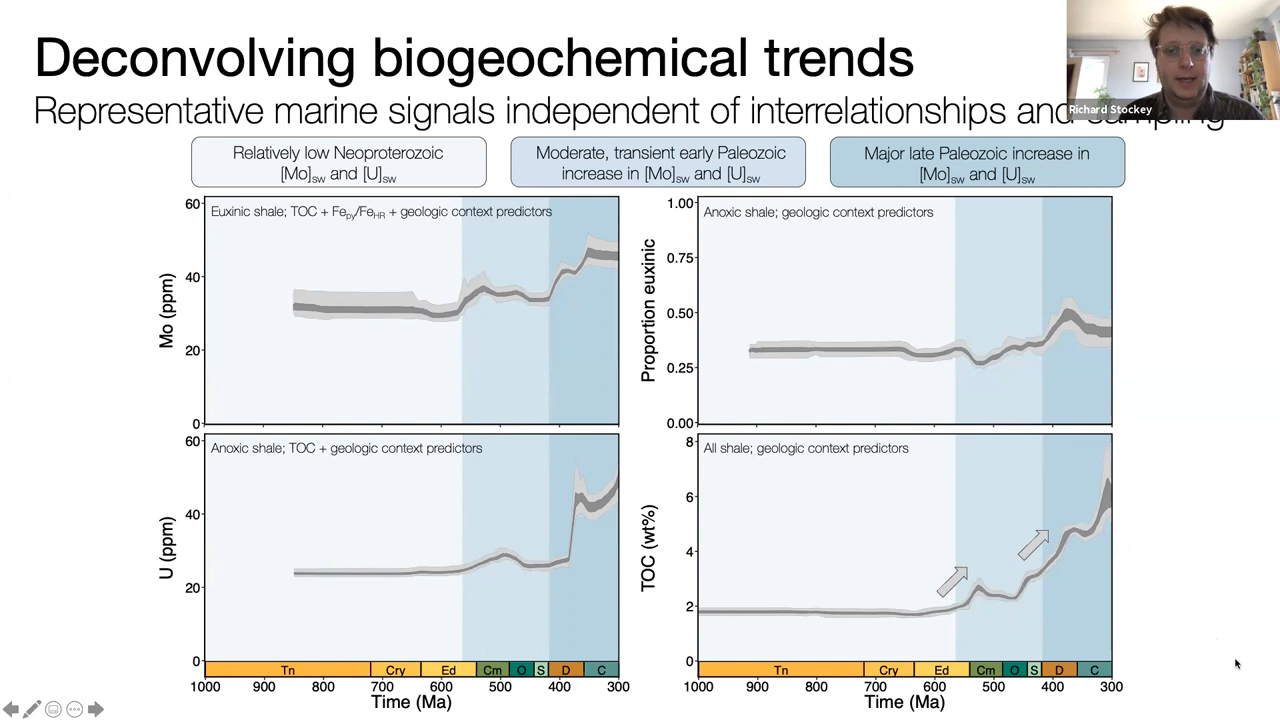 Deconvolving biogeochemical trends
Representative marine signals independent of interrelationships and sampling
Richard Stockey
Relatively low Neoproterozoic
[Mo]sw and [U]sw
Moderate, transient early Paleozoic
increase in [Mo]sw and [U]sw
Major late Paleozoic increase in
[Mo]sw and [U]sw
Euxinic shale; TOC + Fepy/FeHR + geologic context predictors
Mo (ppm)
60
40
20
0
Anoxic shale; geologic context predictors
Proportion euxinic
1.00
0.75
0.50
0.25
0.00
Anoxic shale; TOC + geologic context predictors
U (ppm)
60
40
20
0
Tn Cry Ed Cm O S D C
1000 900 800 700 600 500 400 300
Time (Ma)
All shale; geologic context predictors
TOC (wt%)
8
6
4
2
0
Tn Cry Ed Cm O S D C
1000 900 800 700 600 500 400 300
Time (Ma)